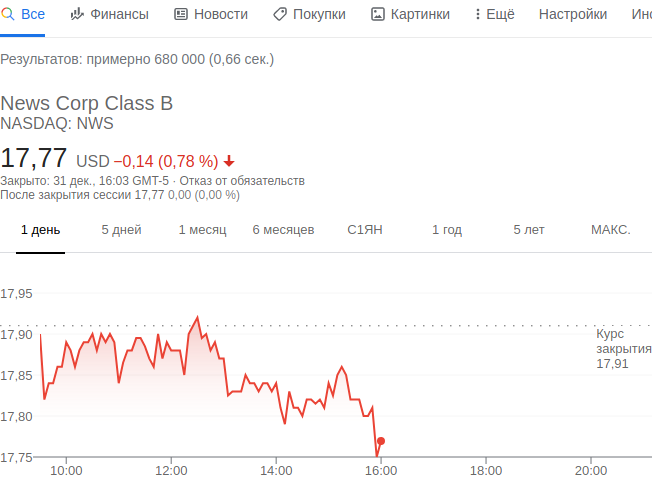 Все Финансы Новости Покупки Картинки Ещё Настройки
Результатов: примерно 680 000 (0,66 сек.)
News Corp Class B
NASDAQ: NWS
17,77 USD −0,14 (0,78 %)
Закрыто: 31 дек., 16:03 GMT-5 · Отказ от обязательств
После закрытия сессии 17,77 0,00 (0,00 %)
1 день 5 дней 1 месяц 6 месяцев С1ЯН 1 год 5 лет МАКС.
17,95
17,90
Курс
закрытия
17,91
17,85
17,80
17,75
10:00 12:00 14:00 16:00 18:00 20:00